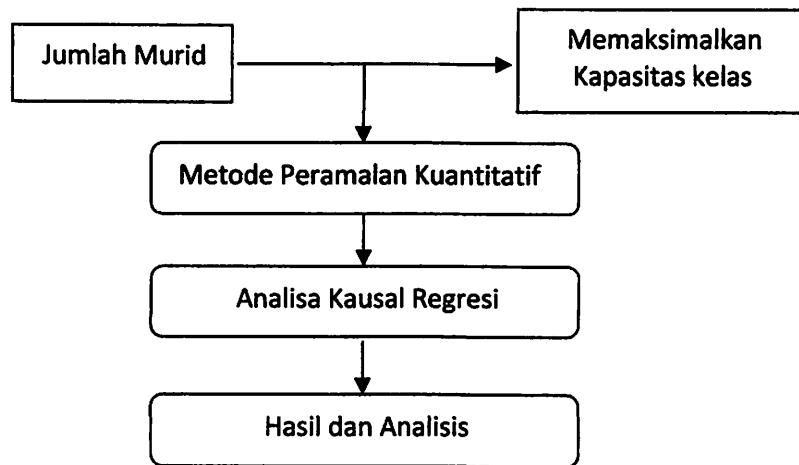 Jumlah Murid
Memaksimalkan
Kapasitas kelas
Metode Peramalan Kuantitatif
Analisa Kausal Regresi
Hasil dan Analisis